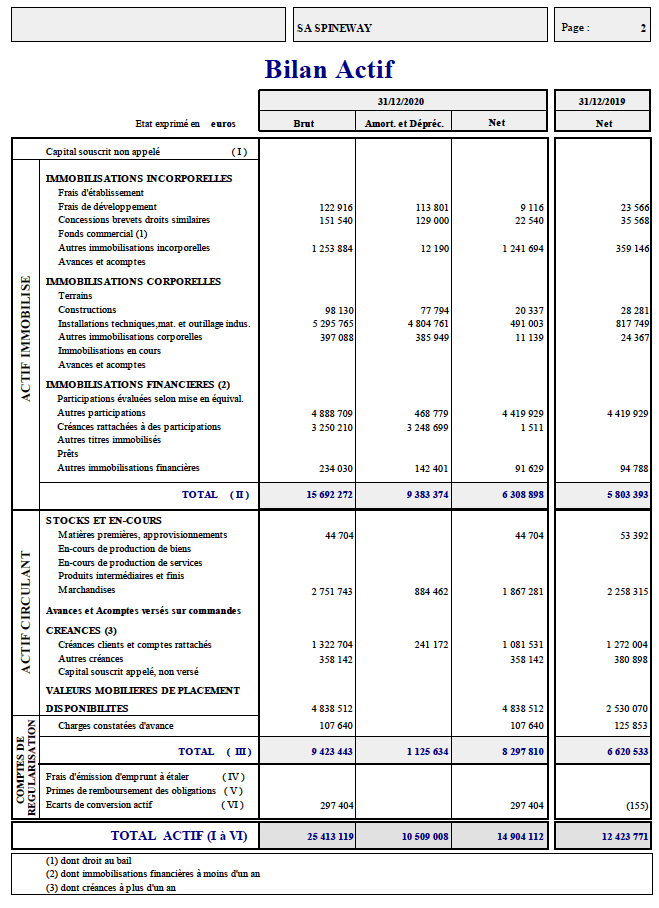 SA SPINEWAY
Page : 2
Bilan Actif
31/12/2020 31/12/2019
Etat exprimé en euros Brut Amort. et Dépréc. Net Net
Capital souscrit non appelé ( I )
ACTIF IMMOBILISE
IMMOBILISATIONS INCORPORELLES
Frais d'établissement
Frais de développement 122 916 113 801 9 116 23 566
Concessions brevets droits similaires 151 540 129 000 22 540 35 568
Fonds commercial (1)
Autres immobilisations incorporelles 1 253 884 12 190 1 241 694 359 146
Avances et acomptes
IMMOBILISATIONS CORPORELLES
Terrains
Constructions 98 130 77 794 20 337 28 281
Installations techniques,mat. et outillage indus. 5 295 765 4 804 761 491 003 817 749
Autres immobilisations corporelles 397 088 385 949 11 139 24 367
Immobilisations en cours
Avances et acomptes
IMMOBILISATIONS FINANCIERES (2)
Participations évaluées selon mise en équival.
Autres participations 4 888 709 468 779 4 419 929 4 419 929
Créances rattachées à des participations 3 250 210 3 248 699 1 511
Autres titres immobilisés
Prêts
Autres immobilisations financières 234 030 142 401 91 629 94 788
TOTAL ( II ) 15 692 272 9 383 374 6 308 898 5 803 393
ACTIF CIRCULANT
STOCKS ET EN-COURS
Matières premières, approvisionnements 44 704 44 704 53 392
En-cours de production de biens
En-cours de production de services
Produits intermédiaires et finis
Marchandises 2 751 743 884 462 1 867 281 2 258 315
Avances et Acomptes versés sur commandes
CREANCES (3)
Créances clients et comptes rattachés 1 322 704 241 172 1 081 531 1 272 004
Autres créances 358 142 358 142 380 898
Capital souscrit appelé, non versé
VALEURS MOBILIERES DE PLACEMENT
DISPONIBILITES 4 838 512 4 838 512 2 530 070
COMPTES DE REGULARISATION
Charges constatées d'avance 107 640 107 640 125 853
TOTAL ( III ) 9 423 443 1 125 634 8 297 810 6 620 533
Frais d'émission d'emprunt à étaler ( IV )
Primes de remboursement des obligations ( V )
Ecarts de conversion actif ( VI ) 297 404 297 404 (155)
TOTAL ACTIF (I à VI) 25 413 119 10 509 008 14 904 112 12 423 771
(1) dont droit au bail
(2) dont immobilisations financières à moins d'un an
(3) dont créances à plus d'un an